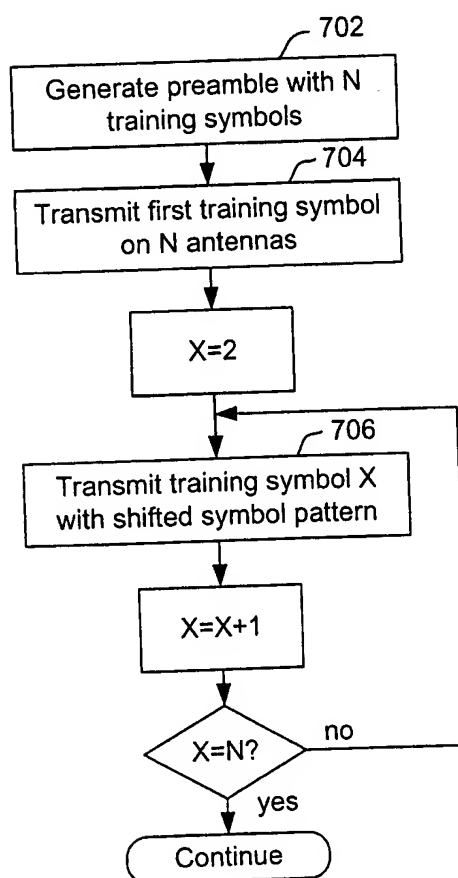 702
Generate preamble with N
training symbols
704
Transmit first training symbol
on N antennas
X=2
706
Transmit training symbol X
with shifted symbol pattern
X=X+1
X=N?
no
yes
Continue